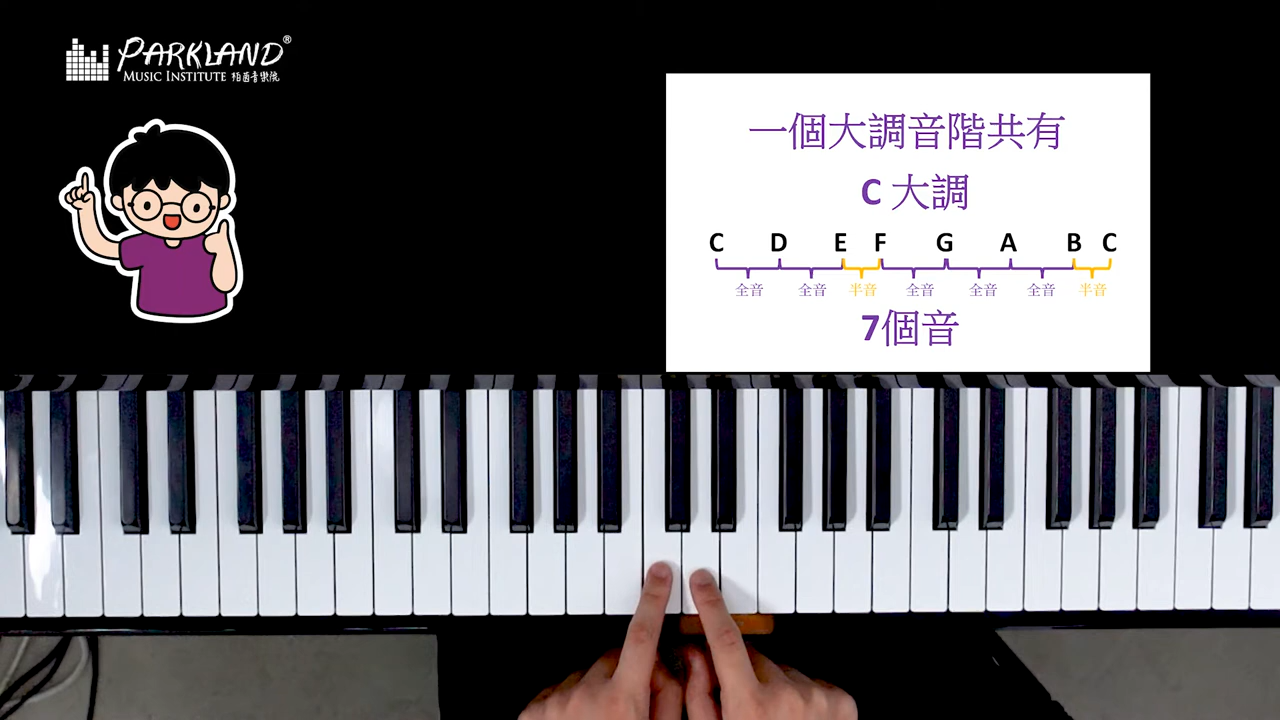 PARKLAND®
MUSIC INSTITUTE 柏斯音樂院
一個大調音階共有
C 大調
C D E F G A B C
全音 全音 半音 全音 全音 全音 半音
7個音